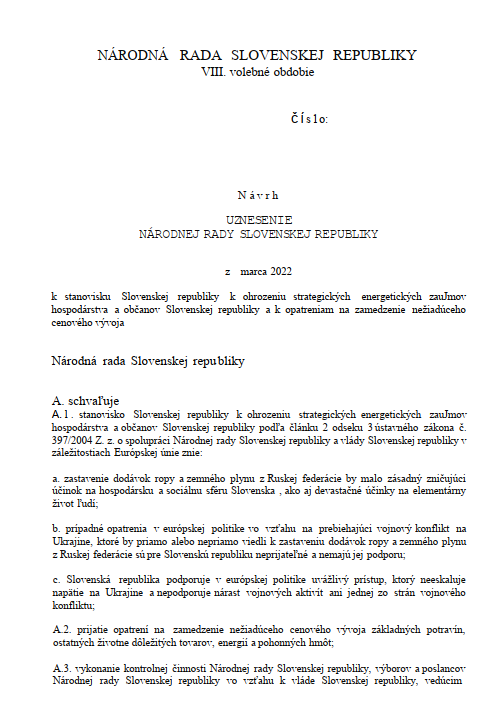 NÁRODNÁ RADA SLOVENSKEJ REPUBLIKY
VIII. volebné obdobie
Číslo:
Návrh
UZNESENIE
NÁRODNEJ RADY SLOVENSKEJ REPUBLIKY
z marca 2022
k stanovisku Slovenskej republiky k ohrozeniu strategických energetických zauJmov
hospodárstva a občanov Slovenskej republiky a k opatreniam na zamedzenie nežiadúceho
cenového vývoja
Národná rada Slovenskej republiky
A. schvaľuje
A.1. stanovisko Slovenskej republiky k ohrozeniu strategických energetických zauJmov
hospodárstva a občanov Slovenskej republiky podľa článku 2 odseku 3 ústavného zákona č.
397/2004 Z. z. o spolupráci Národnej rady Slovenskej republiky a vlády Slovenskej republiky v
záležitostiach Európskej únie znie:
a. zastavenie dodávok ropy a zemného plynu z Ruskej federácie by malo zásadný zničujúci
účinok na hospodársku a sociálnu sféru Slovenska , ako aj devastačné účinky na elementárny
život ľudí;
b. prípadné opatrenia v európskej politike vo vzťahu na prebiehajúci vojnový konflikt na
Ukrajine, ktoré by priamo alebo nepriamo viedli k zastaveniu dodávok ropy a zemného plynu
z Ruskej federácie sú pre Slovenskú republiku neprijateľné a nemajú jej podporu;
c. Slovenská republika podporuje v európskej politike uvážlivý prístup, ktorý neeskaluje
napätie na Ukrajine a nepodporuje nárast vojnových aktivít ani jednej zo strán vojnového
konfliktu;
A.2. prijatie opatrení na zamedzenie nežiadúceho cenového vývoja základných potravín,
ostatných životne dôležitých tovarov, energií a pohonných hmôt;
A.3. vykonanie kontrolnej činnosti Národnej rady Slovenskej republiky, výborov a poslancov
Národnej rady Slovenskej republiky vo vzťahu k vláde Slovenskej republiky, vedúcim